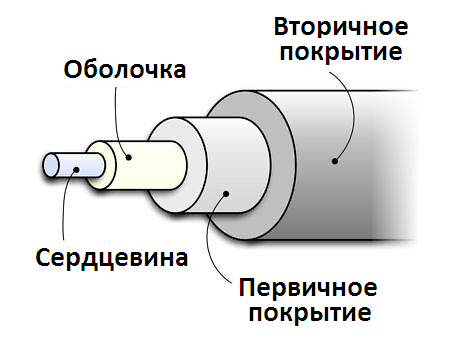 Вторичное
покрытие
Оболочка
Сердцевина
Первичное
покрытие